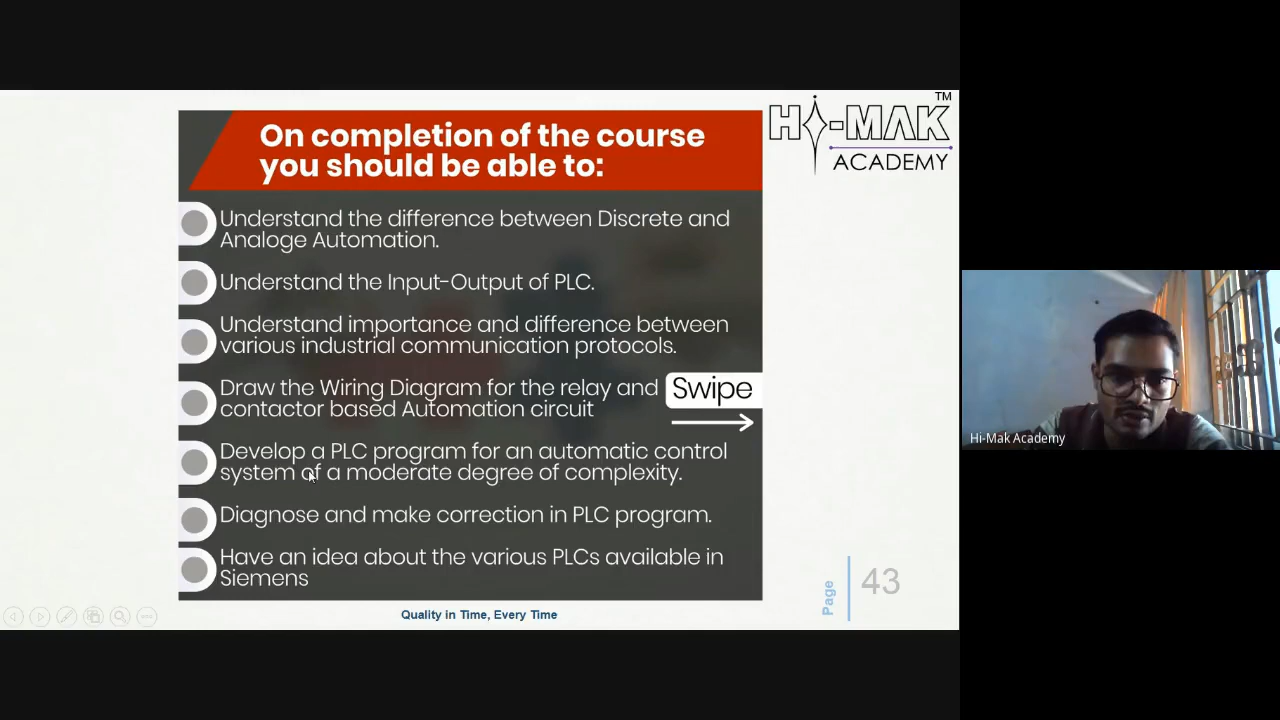 TM
HI-MAK
ACADEMY
On completion of the course
you should be able to:
Understand the difference between Discrete and
Analoge Automation.
Understand the Input-Output of PLC.
Understand importance and difference between
various industrial communication protocols.
Draw the Wiring Diagram for the relay and
contactor based Automation circuit
Swipe
Develop a PLC program for an automatic control
system of a moderate degree of complexity.
Diagnose and make correction in PLC program.
Have an idea about the various PLCs available in
Siemens
Quality in Time, Every Time
Page
43
Hi-Mak Academy